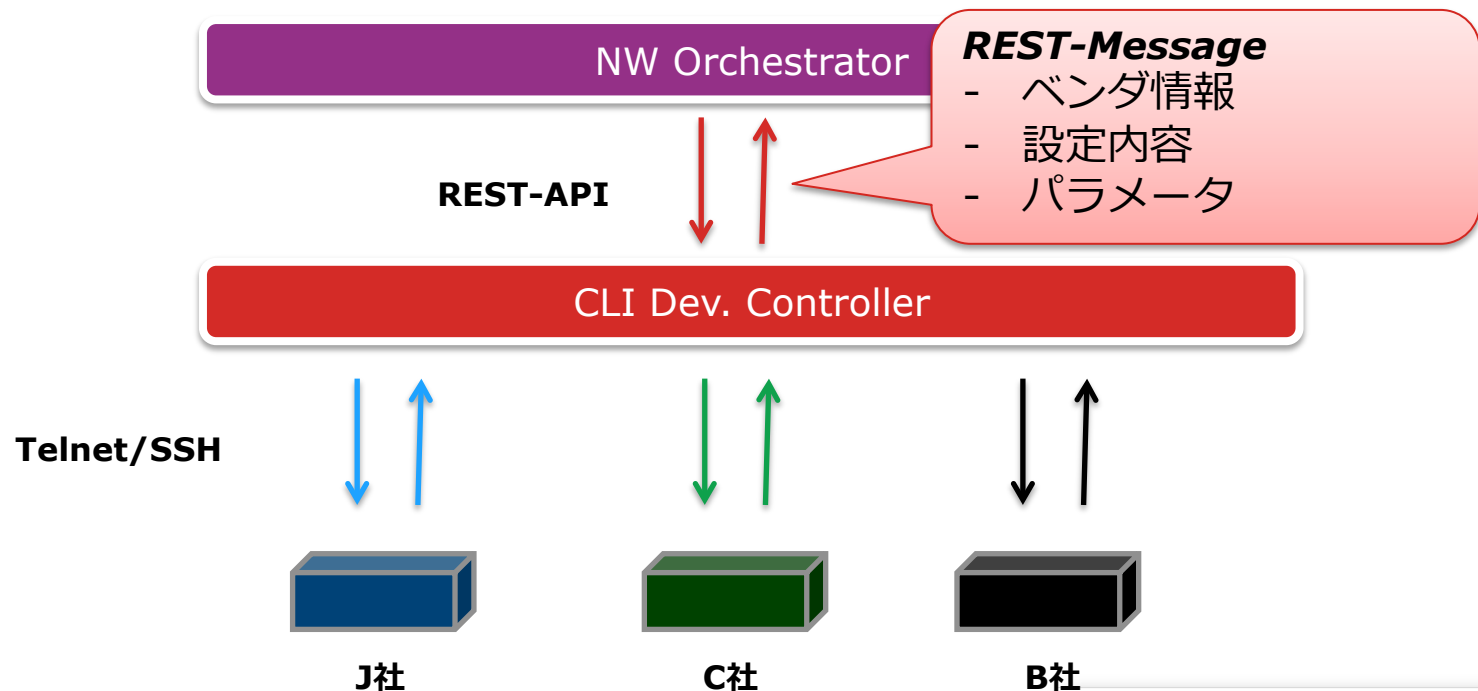 NW Orchestrator
REST-Message
- ベンダ情報
- 設定内容
- パラメータ
REST-API
CLI Dev. Controller
Telnet/SSH
J社
C社
B社